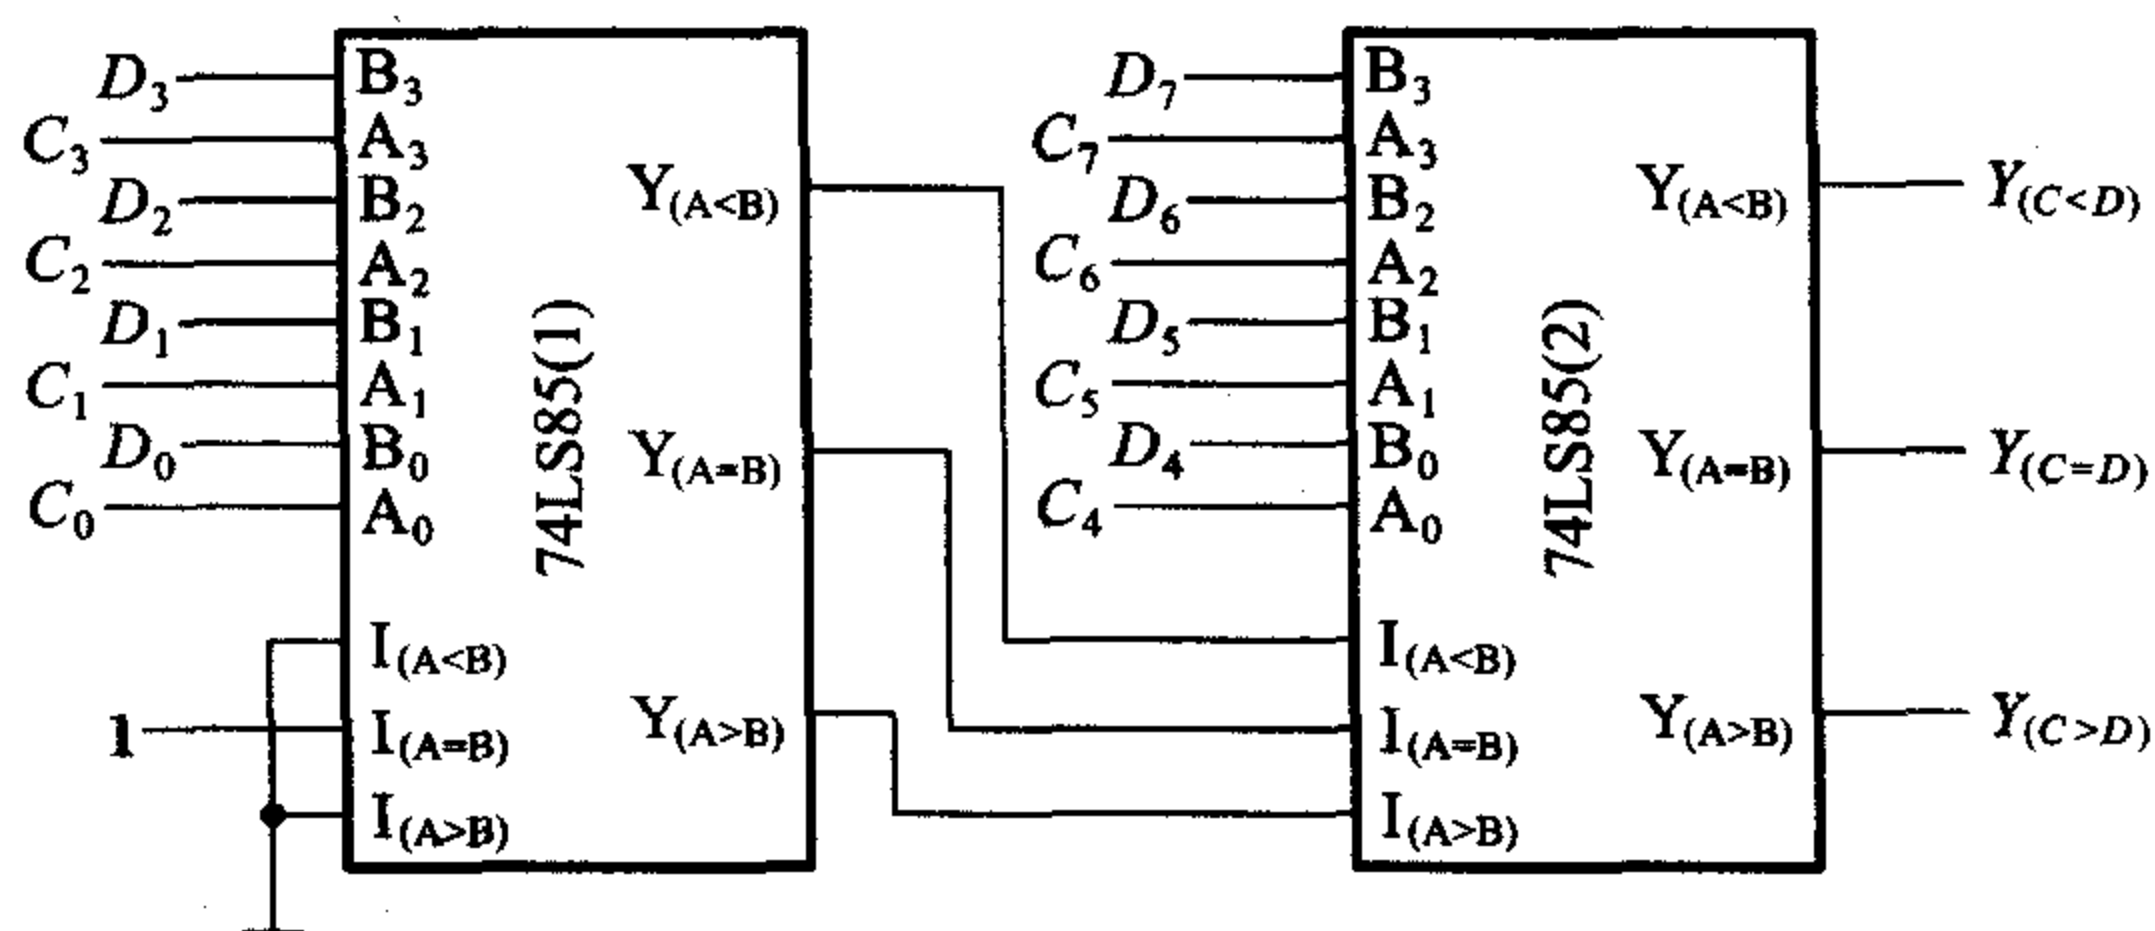 D₃
C₃
D₂
C₂
D₁
C₁
D₀
C₀
1
B₃
A₃
B₂
A₂
B₁
A₁
B₀
A₀
I(A<B)
I(A=B)
I(A>B)
74LS85(1)
Y(A<B)
Y(A=B)
Y(A>B)
D₇
C₇
D₆
C₆
D₅
C₅
D₄
C₄
B₃
A₃
B₂
A₂
B₁
A₁
B₀
A₀
I(A<B)
I(A=B)
I(A>B)
74LS85(2)
Y(A<B)
Y(A=B)
Y(A>B)
Y(C<D)
Y(C=D)
Y(C>D)